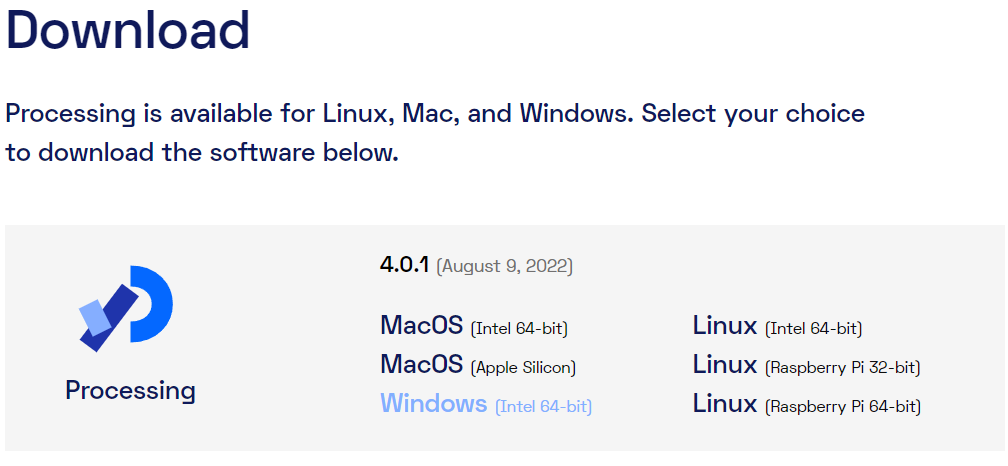 Download
Processing is available for Linux, Mac, and Windows. Select your choice
to download the software below.
4.0.1 (August 9, 2022)
MacOS (Intel 64-bit)
MacOS (Apple Silicon)
Windows (Intel 64-bit)
Linux (Intel 64-bit)
Linux (Raspberry Pi 32-bit)
Linux (Raspberry Pi 64-bit)
Processing